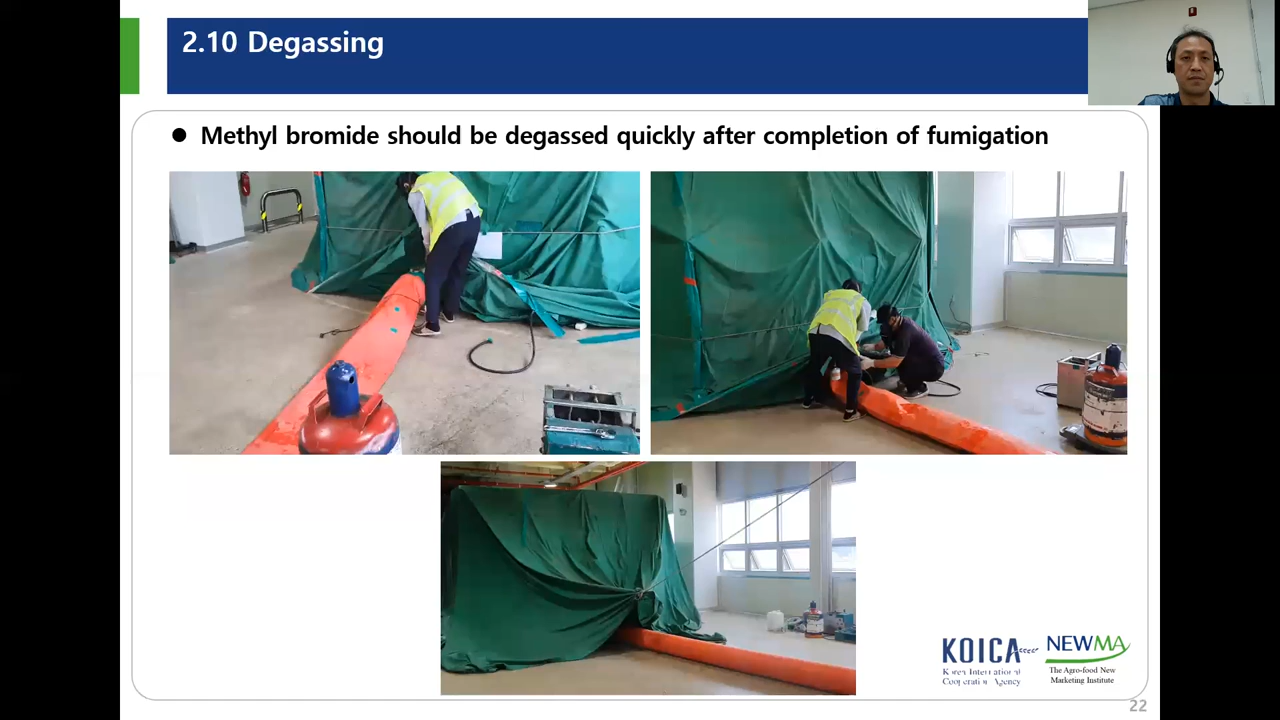 2.10 Degassing
● Methyl bromide should be degassed quickly after completion of fumigation
KOICA
Korea International
Cooperation Agency
NEWMA
The Agro-food New
Marketing Institute
22